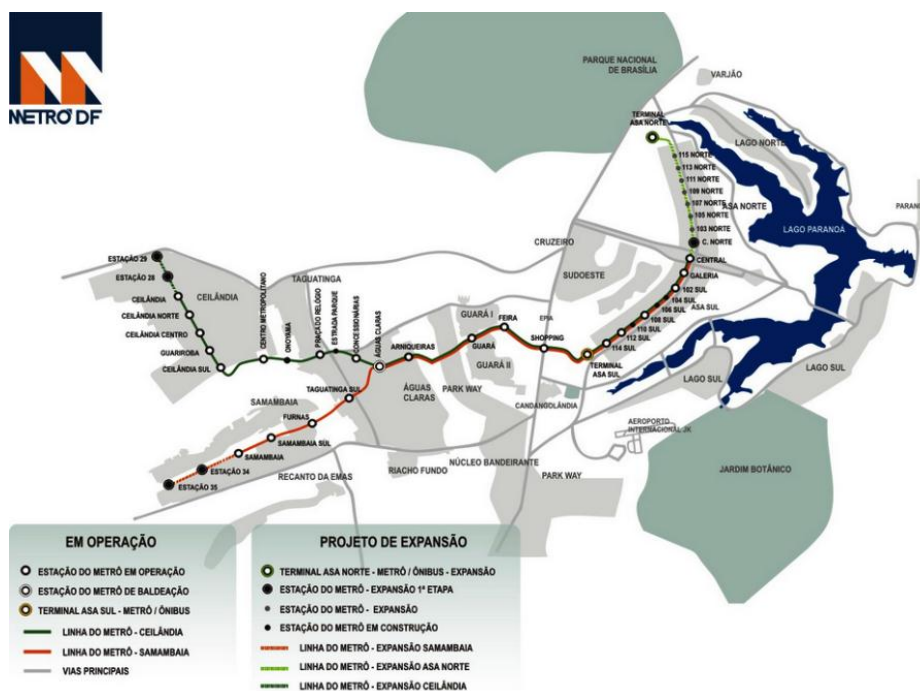 METRÔ DF
PARQUE NACIONAL
DE BRASÍLIA
VARJÃO
TERMINAL
ASA NORTE
LAGO NORTE
115 NORTE
113 NORTE
111 NORTE
109 NORTE
107 NORTE
105 NORTE
103 NORTE
ASA NORTE
LAGO PARANOÁ
C. NORTE
CENTRAL
GALERIA
102 SUL
104 SUL
106 SUL
108 SUL
110 SUL
112 SUL
114 SUL
ASA SUL
TERMINAL
ASA SUL
CRUZEIRO
SUDOESTE
EPIA
SHOPPING
FEIRA
GUARÁ I
GUARÁ
GUARÁ II
ARNIQUEIRAS
ÁGUAS CLARAS
CONCESSIONÁRIAS
ESTRADA PARQUE
PRAÇA DO RELÓGIO
TAGUATINGA
ONOYAMA
CENTRO METROPOLITANO
CEILÂNDIA
ESTAÇÃO 29
ESTAÇÃO 28
CEILÂNDIA
CEILÂNDIA NORTE
CEILÂNDIA CENTRO
GUARIROBA
CEILÂNDIA SUL
SAMAMBAIA
TAGUATINGA SUL
FURNAS
SAMAMBAIA SUL
SAMAMBAIA
ESTAÇÃO 34
ESTAÇÃO 35
ÁGUAS
CLARAS
PARK WAY
CANDANGOLÂNDIA
LAGO SUL
LAGO SUL
AEROPORTO
INTERNACIONAL JK
RECANTO DA EMAS
RIACHO FUNDO
NÚCLEO BANDEIRANTE
PARK WAY
JARDIM BOTÂNICO
EM OPERAÇÃO
ESTAÇÃO DO METRÔ EM OPERAÇÃO
ESTAÇÃO DO METRÔ DE BALDEAÇÃO
TERMINAL ASA SUL - METRÔ / ÔNIBUS
LINHA DO METRÔ - CEILÂNDIA
LINHA DO METRÔ - SAMAMBAIA
VIAS PRINCIPAIS
PROJETO DE EXPANSÃO
TERMINAL ASA NORTE - METRÔ / ÔNIBUS - EXPANSÃO
ESTAÇÃO DO METRÔ - EXPANSÃO 1ª ETAPA
ESTAÇÃO DO METRÔ - EXPANSÃO
ESTAÇÃO DO METRÔ EM CONSTRUÇÃO
LINHA DO METRÔ - EXPANSÃO SAMAMBAIA
LINHA DO METRÔ - EXPANSÃO ASA NORTE
LINHA DO METRÔ - EXPANSÃO CEILÂNDIA